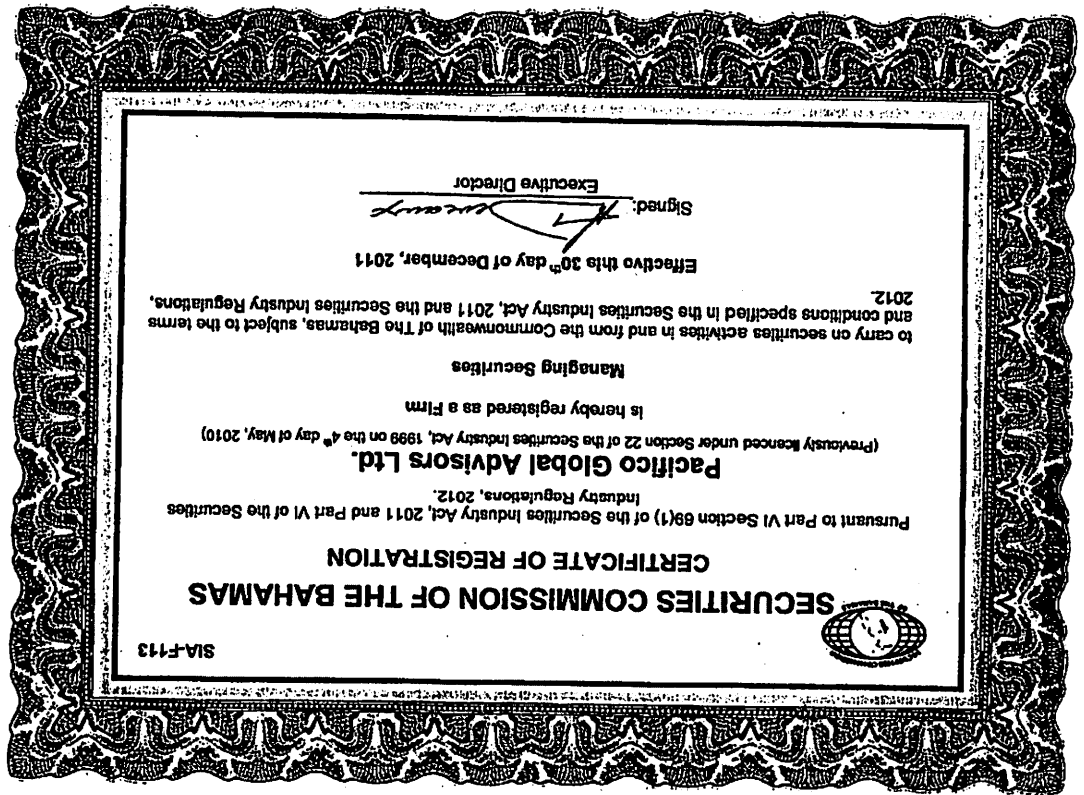 SIA-F113
SECURITIES COMMISSION OF THE BAHAMAS
CERTIFICATE OF REGISTRATION
Pursuant to Part VI Section 69(1) of the Securities Industry Act, 2011 and Part VI of the Securities
Industry Regulations, 2012.
Pacifico Global Advisors Ltd.
(Previously licenced under Section 22 of the Securities Industry Act, 1999 on the 4th day of May, 2010)
is hereby registered as a Firm
Managing Securities
to carry on securities activities in and from the Commonwealth of The Bahamas, subject to the terms
and conditions specified in the Securities Industry Act, 2011 and the Securities Industry Regulations,
2012.
Effective this 30th day of December, 2011
Signed:
Executive Director